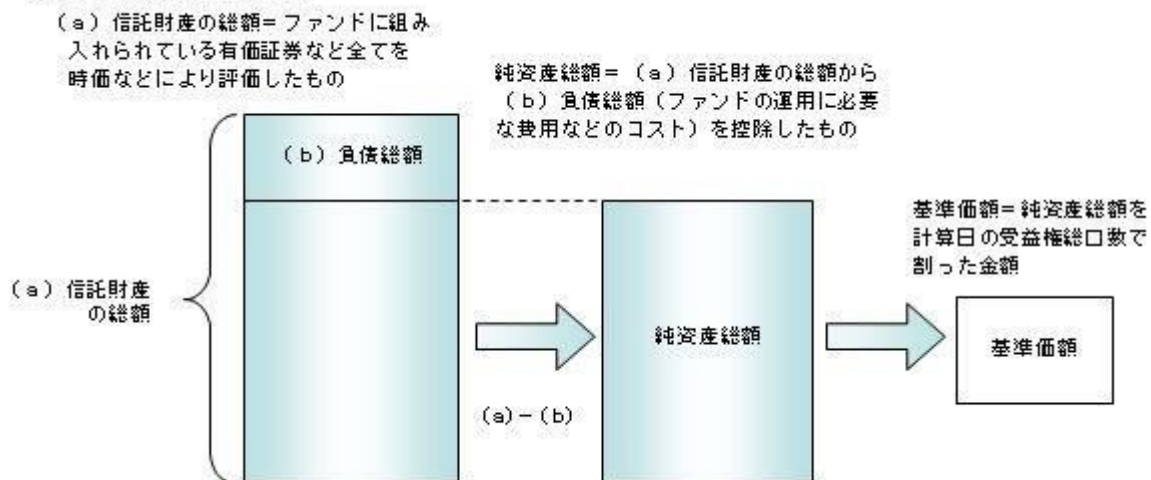 (a)信託財産の総額=ファンドに組み
入れられている有価証券など全てを
時価などにより評価したもの
純資産総額=(a)信託財産の総額から
(b)負債総額(ファンドの運用に必要
な費用などのコスト)を控除したもの
(b)負債総額
基準価額=純資産総額を
計算日の受益権総口数で
割った金額
(a)信託財産
の総額
純資産総額
基準価額
(a)-(b)